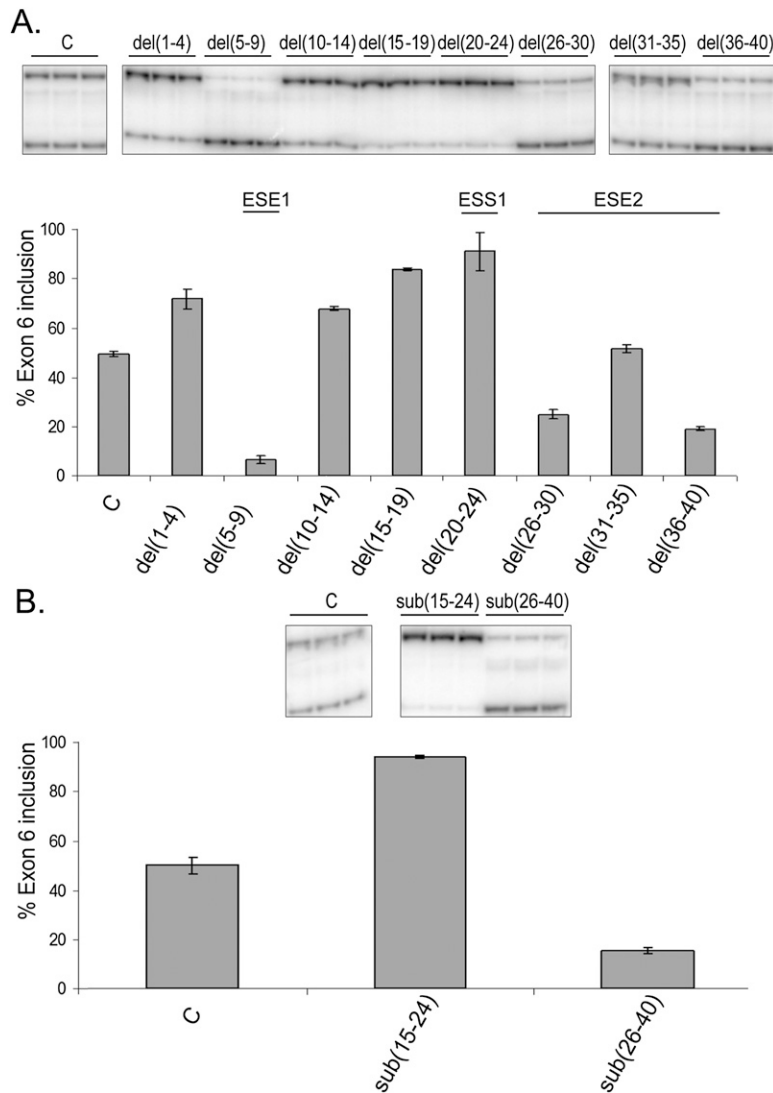 A.
C del(1-4) del(5-9) del(10-14) del(15-19) del(20-24) del(26-30) del(31-35) del(36-40)
ESE1 ESS1 ESE2
% Exon 6 inclusion
100
80
60
40
20
0
C del(1-4) del(5-9) del(10-14) del(15-19) del(20-24) del(26-30) del(31-35) del(36-40)
B.
C sub(15-24) sub(26-40)
% Exon 6 inclusion
100
80
60
40
20
0
C sub(15-24) sub(26-40)